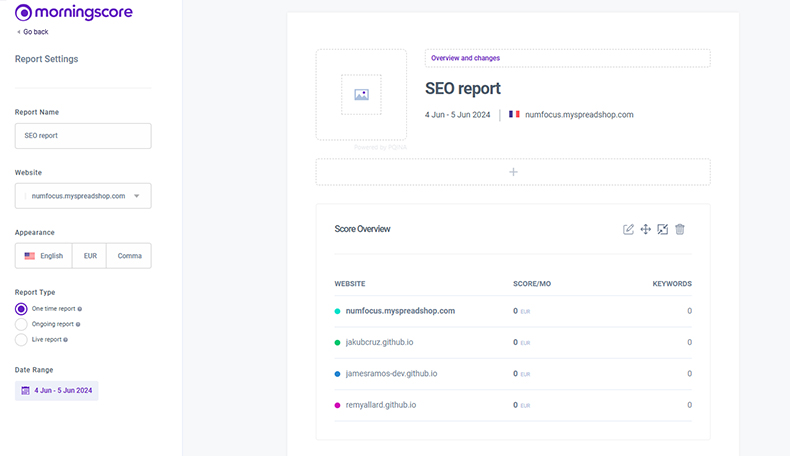 morningscore
Go back
Report Settings
Report Name
SEO report
Website
numfocus.myspreadshop.com
Appearance
English EUR Comma
Report Type
One time report
Ongoing report
Live report
Date Range
4 Jun - 5 Jun 2024
Overview and changes
SEO report
4 Jun - 5 Jun 2024 numfocus.myspreadshop.com
+
Score Overview
WEBSITE SCORE/MO KEYWORDS
numfocus.myspreadshop.com 0 EUR 0
jakubcruz.github.io 0 EUR 0
jamesramos-dev.github.io 0 EUR 0
remyallard.github.io 0 EUR 0